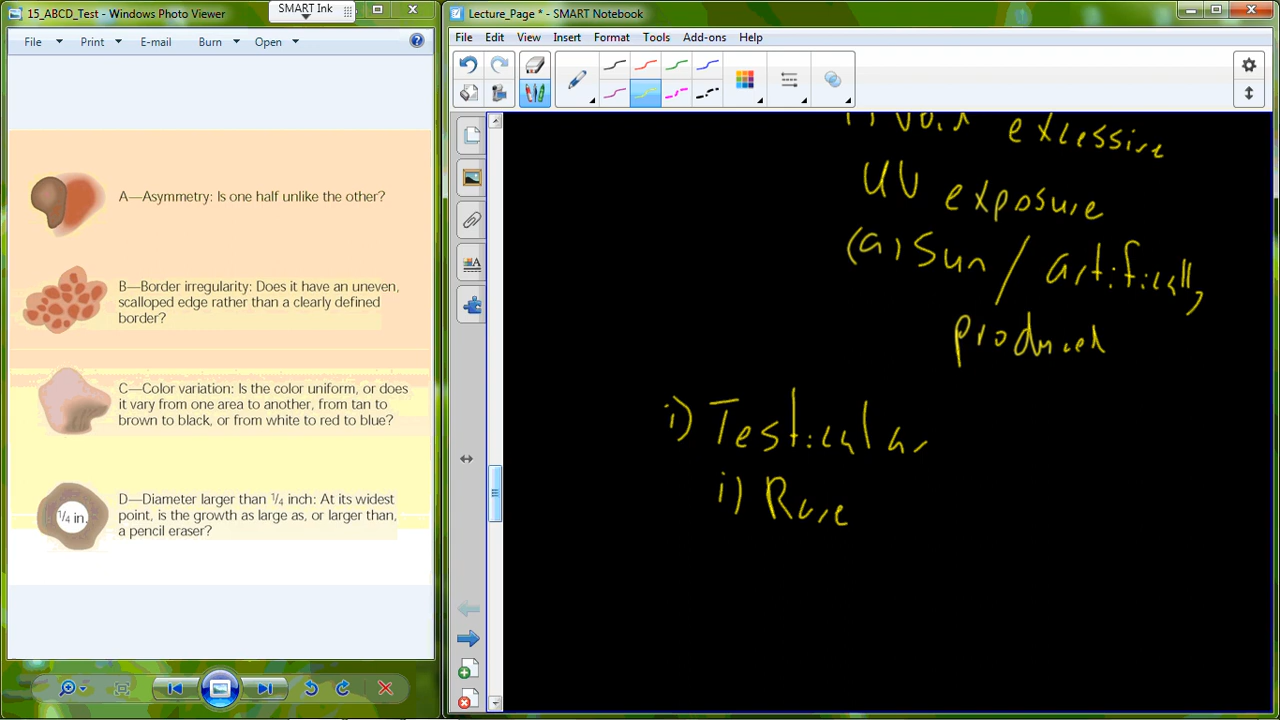 15_ABCD_Test - Windows Photo Viewer
SMART Ink
File Print E-mail Burn Open
A—Asymmetry: Is one half unlike the other?
B—Border irregularity: Does it have an uneven,
scalloped edge rather than a clearly defined
border?
C—Color variation: Is the color uniform, or does
it vary from one area to another, from tan to
brown to black, or from white to red to blue?
1/4 in.
D—Diameter larger than 1/4 inch: At its widest
point, is the growth as large as, or larger than,
a pencil eraser?
Lecture_Page * - SMART Notebook
File Edit View Insert Format Tools Add-ons Help
excessive
UV exposure
(a) Sun / artifically
produced
i) Testicular
i) Rare